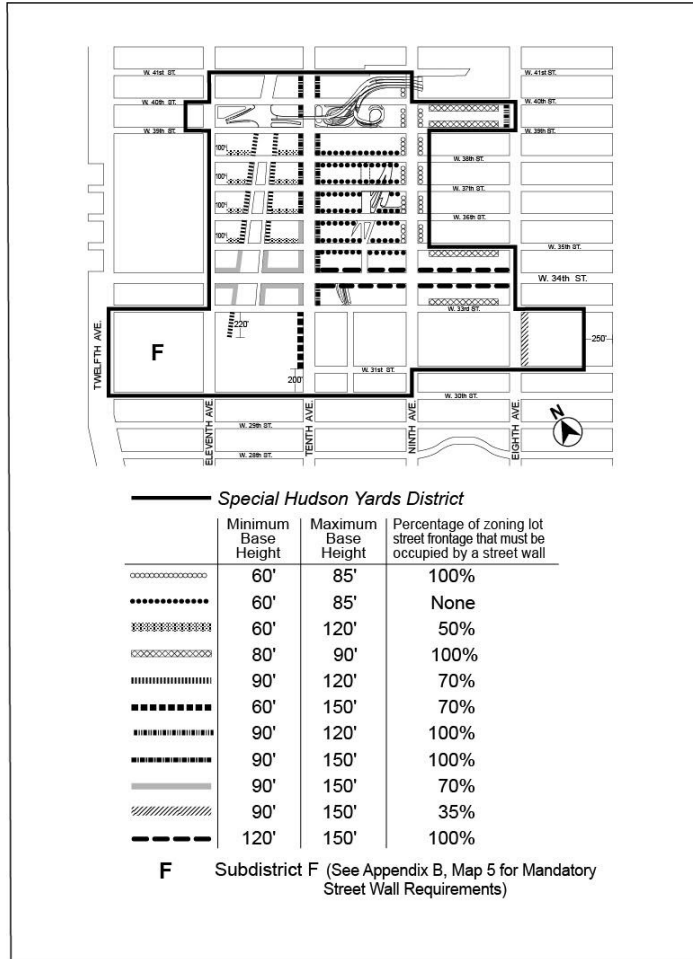 W. 41st ST.
W. 41st ST.
W. 40th ST.
W. 40th ST.
W. 39th ST.
W. 39th ST.
100'
W. 38th ST.
100'
W. 37th ST.
100'
W. 36th ST.
100'
W. 35th ST.
W. 34th ST.
W. 33rd ST.
TWELFTH AVE.
F
220'
250'
200'
W. 31st ST.
W. 30th ST.
ELEVENTH AVE.
TENTH AVE.
NINTH AVE.
EIGHTH AVE.
W. 29th ST.
W. 28th ST.
N
Special Hudson Yards District
Minimum Base Height
Maximum Base Height
Percentage of zoning lot street frontage that must be occupied by a street wall
60' 85' 100%
60' 85' None
60' 120' 50%
80' 90' 100%
90' 120' 70%
60' 150' 70%
90' 120' 100%
90' 150' 100%
90' 150' 70%
90' 150' 35%
120' 150' 100%
F Subdistrict F (See Appendix B, Map 5 for Mandatory
Street Wall Requirements)